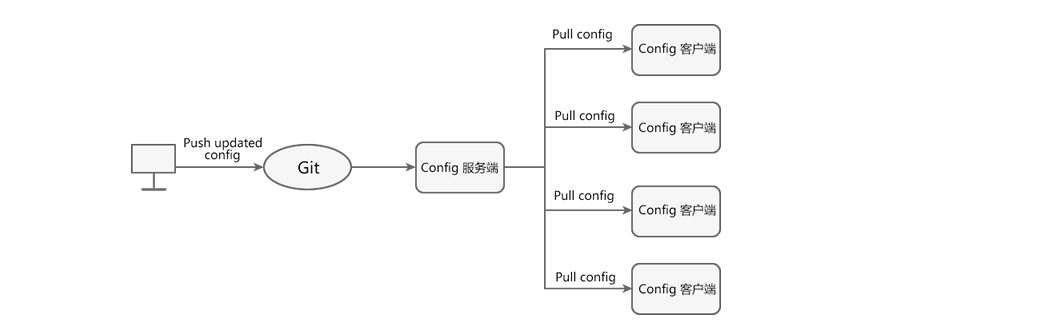 Push updated
config
Git
Config 服务端
Pull config
Config 客户端
Pull config
Config 客户端
Pull config
Config 客户端
Pull config
Config 客户端